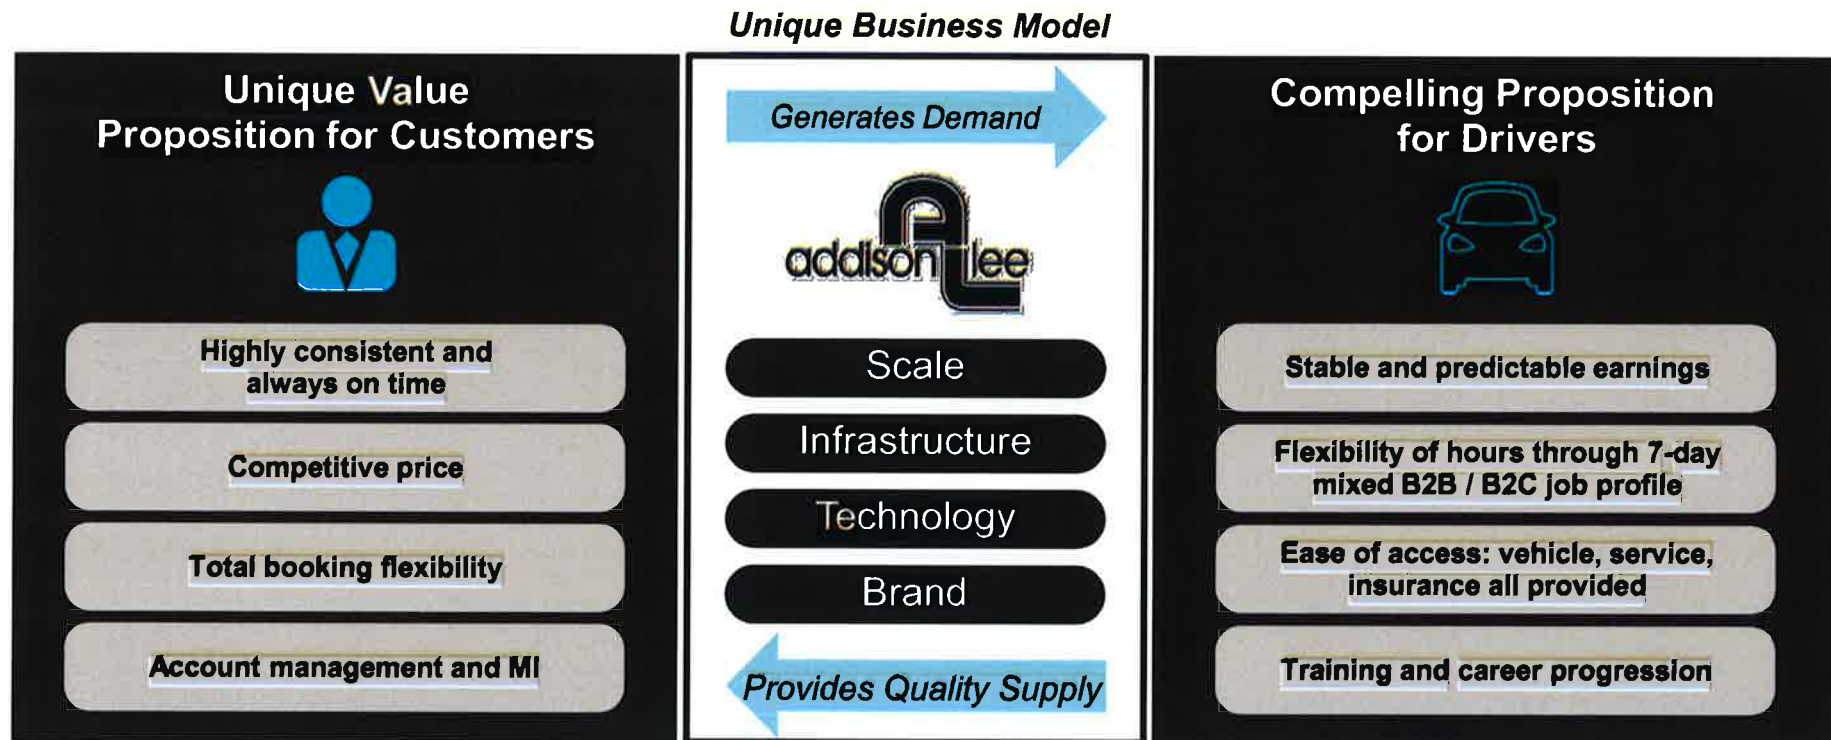 Unique Business Model
Unique Value
Proposition for Customers
Highly consistent and
always on time
Competitive price
Total booking flexibility
Account management and MI
Generates Demand
addison lee
Scale
Infrastructure
Technology
Brand
Provides Quality Supply
Compelling Proposition
for Drivers
Stable and predictable earnings
Flexibility of hours through 7-day
mixed B2B / B2C job profile
Ease of access: vehicle, service,
insurance all provided
Training and career progression